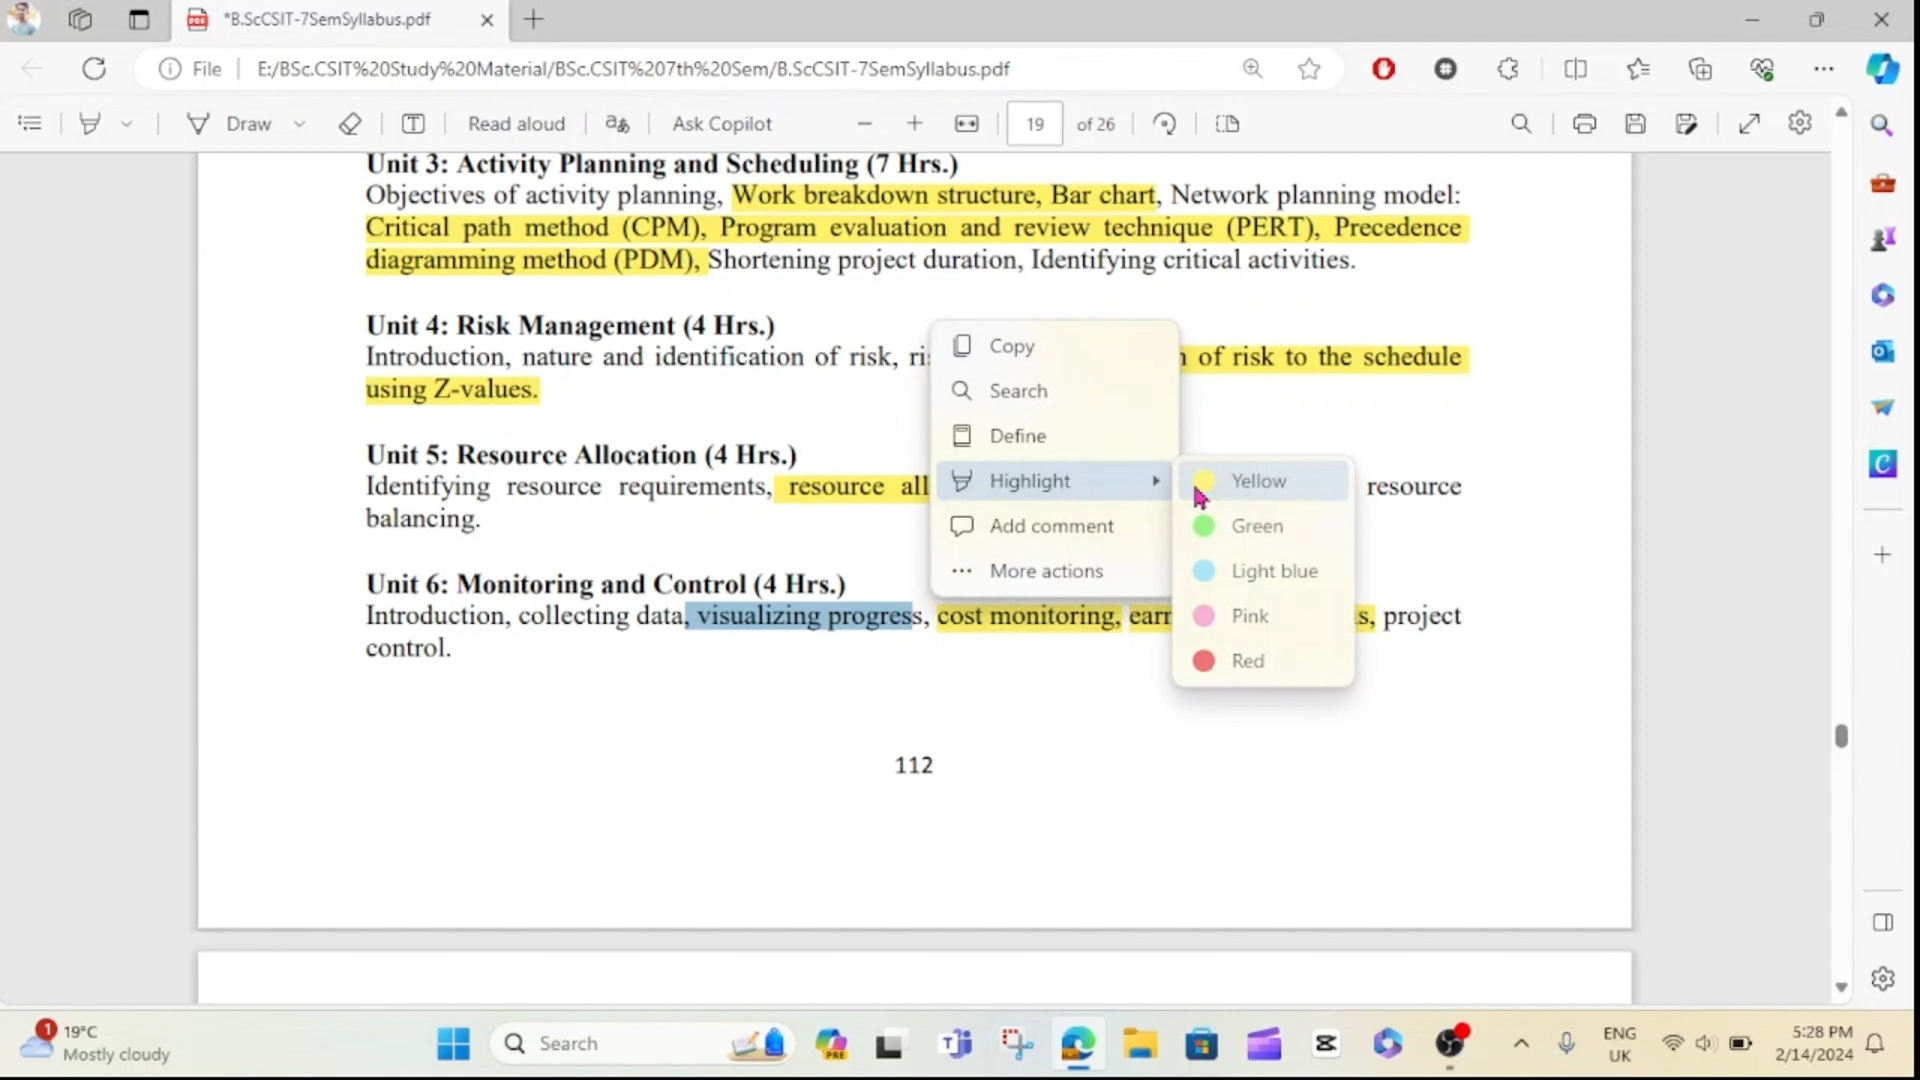 *B.ScCSIT-7SemSyllabus.pdf
File
E:/BSc.CSIT%20Study%20Material/BSc.CSIT%207th%20Sem/B.ScCSIT-7SemSyllabus.pdf
Draw
Read aloud
aあ
Ask Copilot
19
of 26
Unit 3: Activity Planning and Scheduling (7 Hrs.)
Objectives of activity planning, Work breakdown structure, Bar chart, Network planning model:
Critical path method (CPM), Program evaluation and review technique (PERT), Precedence
diagramming method (PDM), Shortening project duration, Identifying critical activities.
Unit 4: Risk Management (4 Hrs.)
Introduction, nature and identification of risk, of risk to the schedule
using Z-values.
Unit 5: Resource Allocation (4 Hrs.)
Identifying resource requirements, resource all resource
balancing.
Unit 6: Monitoring and Control (4 Hrs.)
Introduction, collecting data, visualizing progress, cost monitoring, earn s, project
control.
112
Copy
Search
Define
Highlight
Add comment
More actions
Yellow
Green
Light blue
Pink
Red
1
19°C
Mostly cloudy
Search
PRE
ENG
UK
5:28 PM
2/14/2024